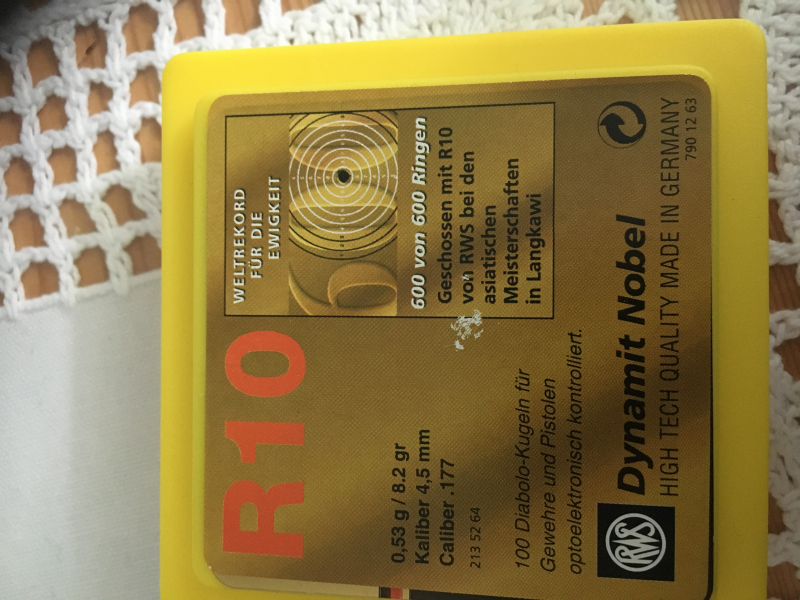 R10
WELTREKORD
FÜR DIE
EWIGKEIT
600 von 600 Ringen
Geschossen mit R10
von RWS bei den
asiatischen
Meisterschaften
in Langkawi
0,53 g / 8.2 gr
Kaliber 4,5 mm
Caliber .177
213 52 64
100 Diabolo-Kugeln für
Gewehre und Pistolen
optoelektronisch kontrolliert.
RWS
Dynamit Nobel
HIGH TECH QUALITY MADE IN GERMANY
790 12 63